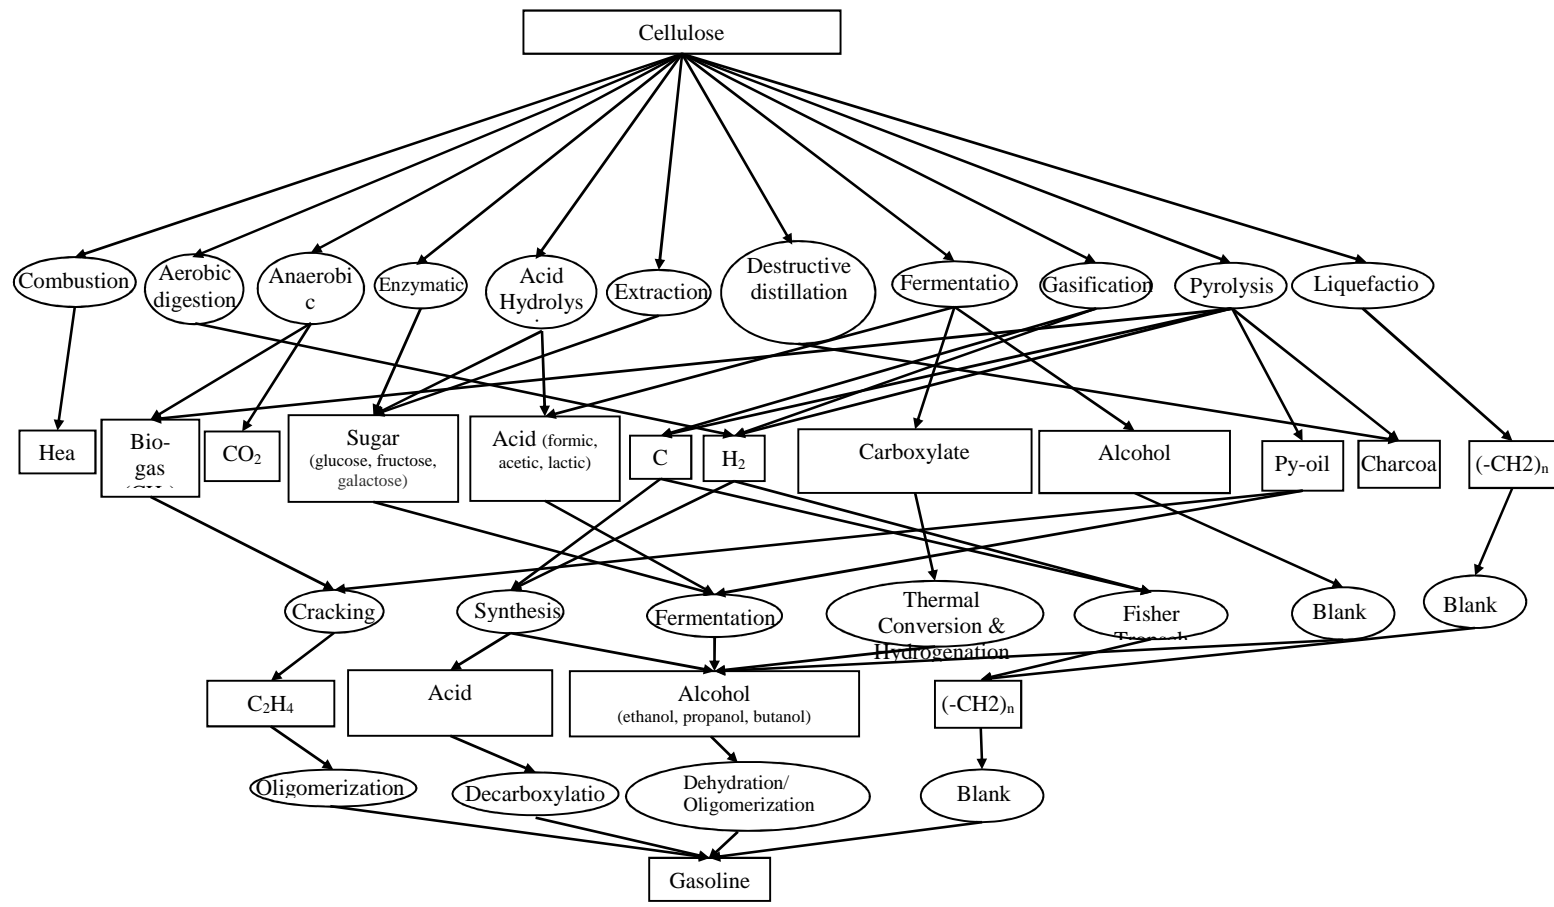 Cellulose
Combustion
Aerobic
digestion
Anaerobi
c
Enzymatic
Acid
Hydrolys
Extraction
Destructive
distillation
Fermentatio
Gasification
Pyrolysis
Liquefactio
Hea
Bio-
gas
CO₂
Sugar
(glucose, fructose,
galactose)
Acid (formic,
acetic, lactic)
C
H₂
Carboxylate
Alcohol
Py-oil
Charcoa
(-CH2)ₙ
Cracking
Synthesis
Fermentation
Thermal
Conversion &
Hydrogenation
Fisher
Blank
Blank
C₂H₄
Acid
Alcohol
(ethanol, propanol, butanol)
(-CH2)ₙ
Oligomerization
Decarboxylatio
Dehydration/
Oligomerization
Blank
Gasoline